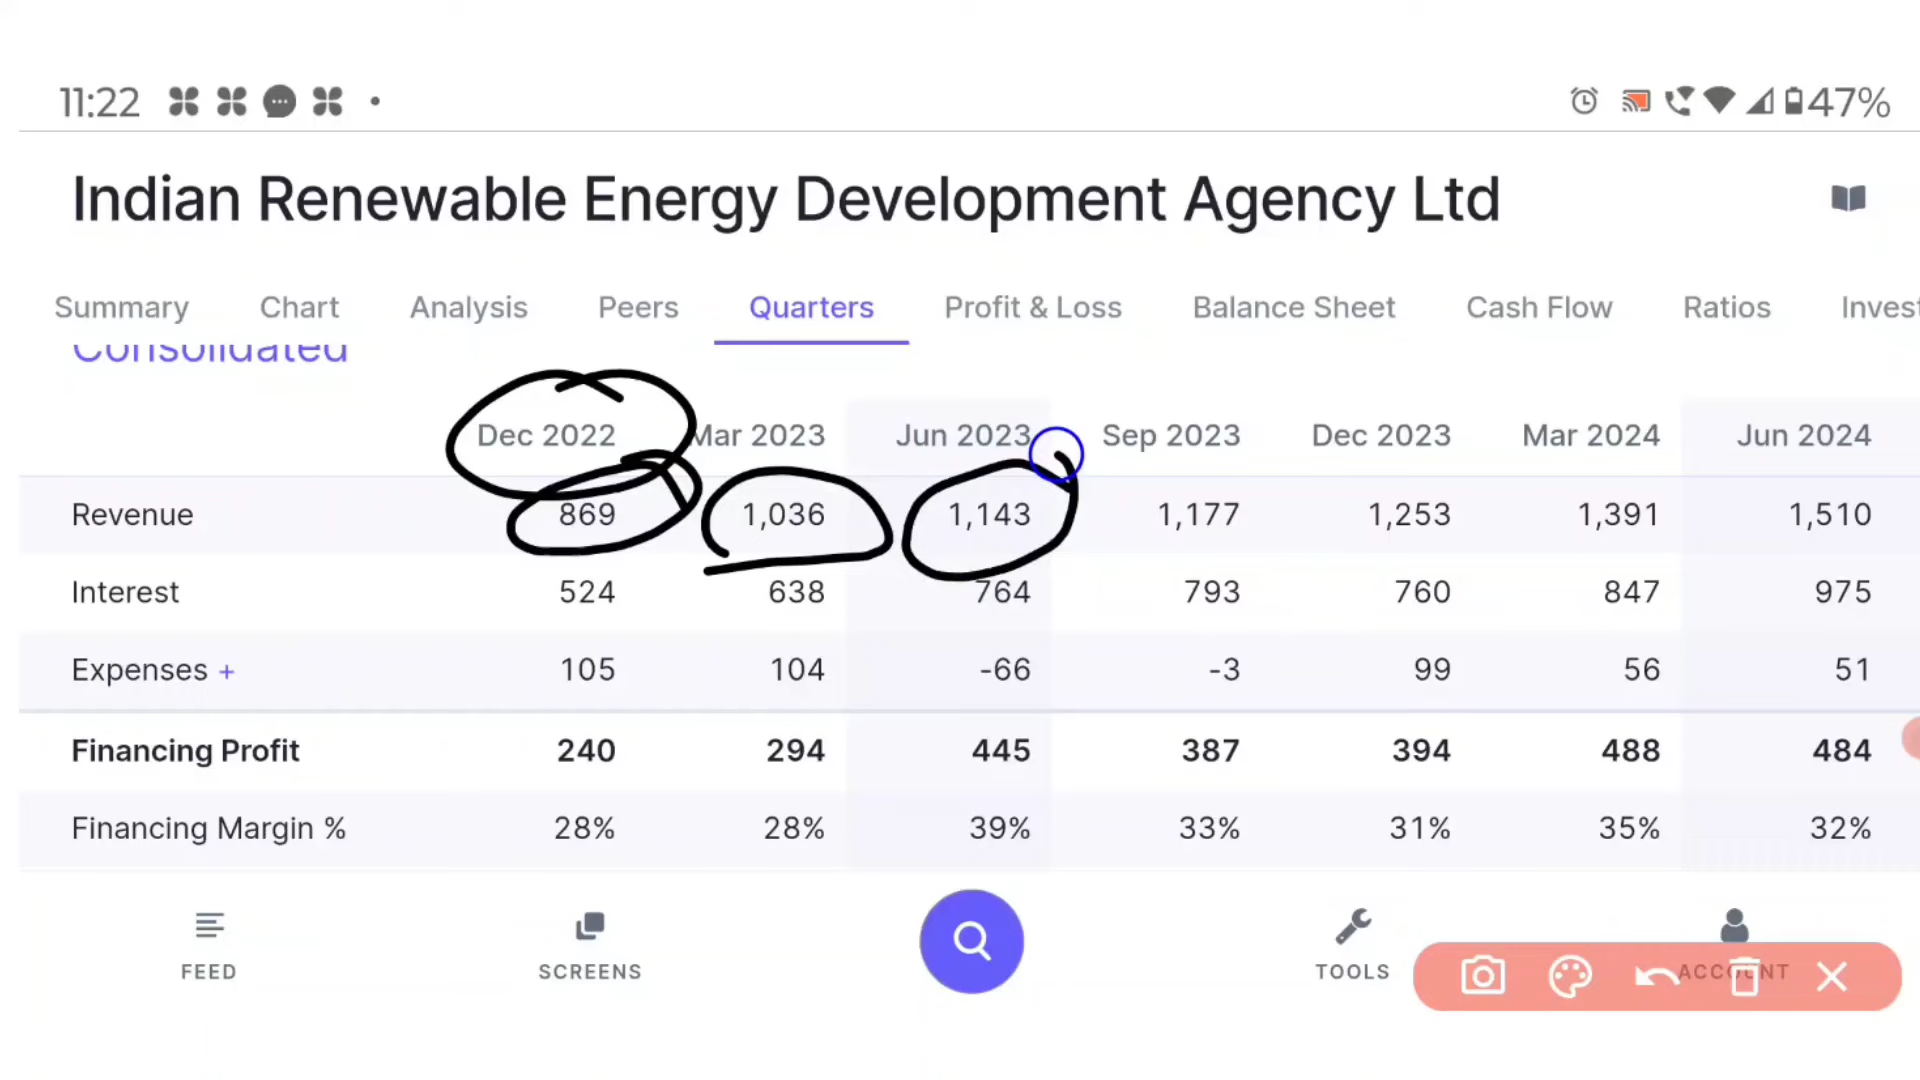 11:22 47%
Indian Renewable Energy Development Agency Ltd
Summary Chart Analysis Peers Quarters Profit & Loss Balance Sheet Cash Flow Ratios Invest
Consolidated
Dec 2022 Mar 2023 Jun 2023 Sep 2023 Dec 2023 Mar 2024 Jun 2024
Revenue 869 1,036 1,143 1,177 1,253 1,391 1,510
Interest 524 638 764 793 760 847 975
Expenses + 105 104 -66 -3 99 56 51
Financing Profit 240 294 445 387 394 488 484
Financing Margin % 28% 28% 39% 33% 31% 35% 32%
FEED SCREENS TOOLS ACCOUNT